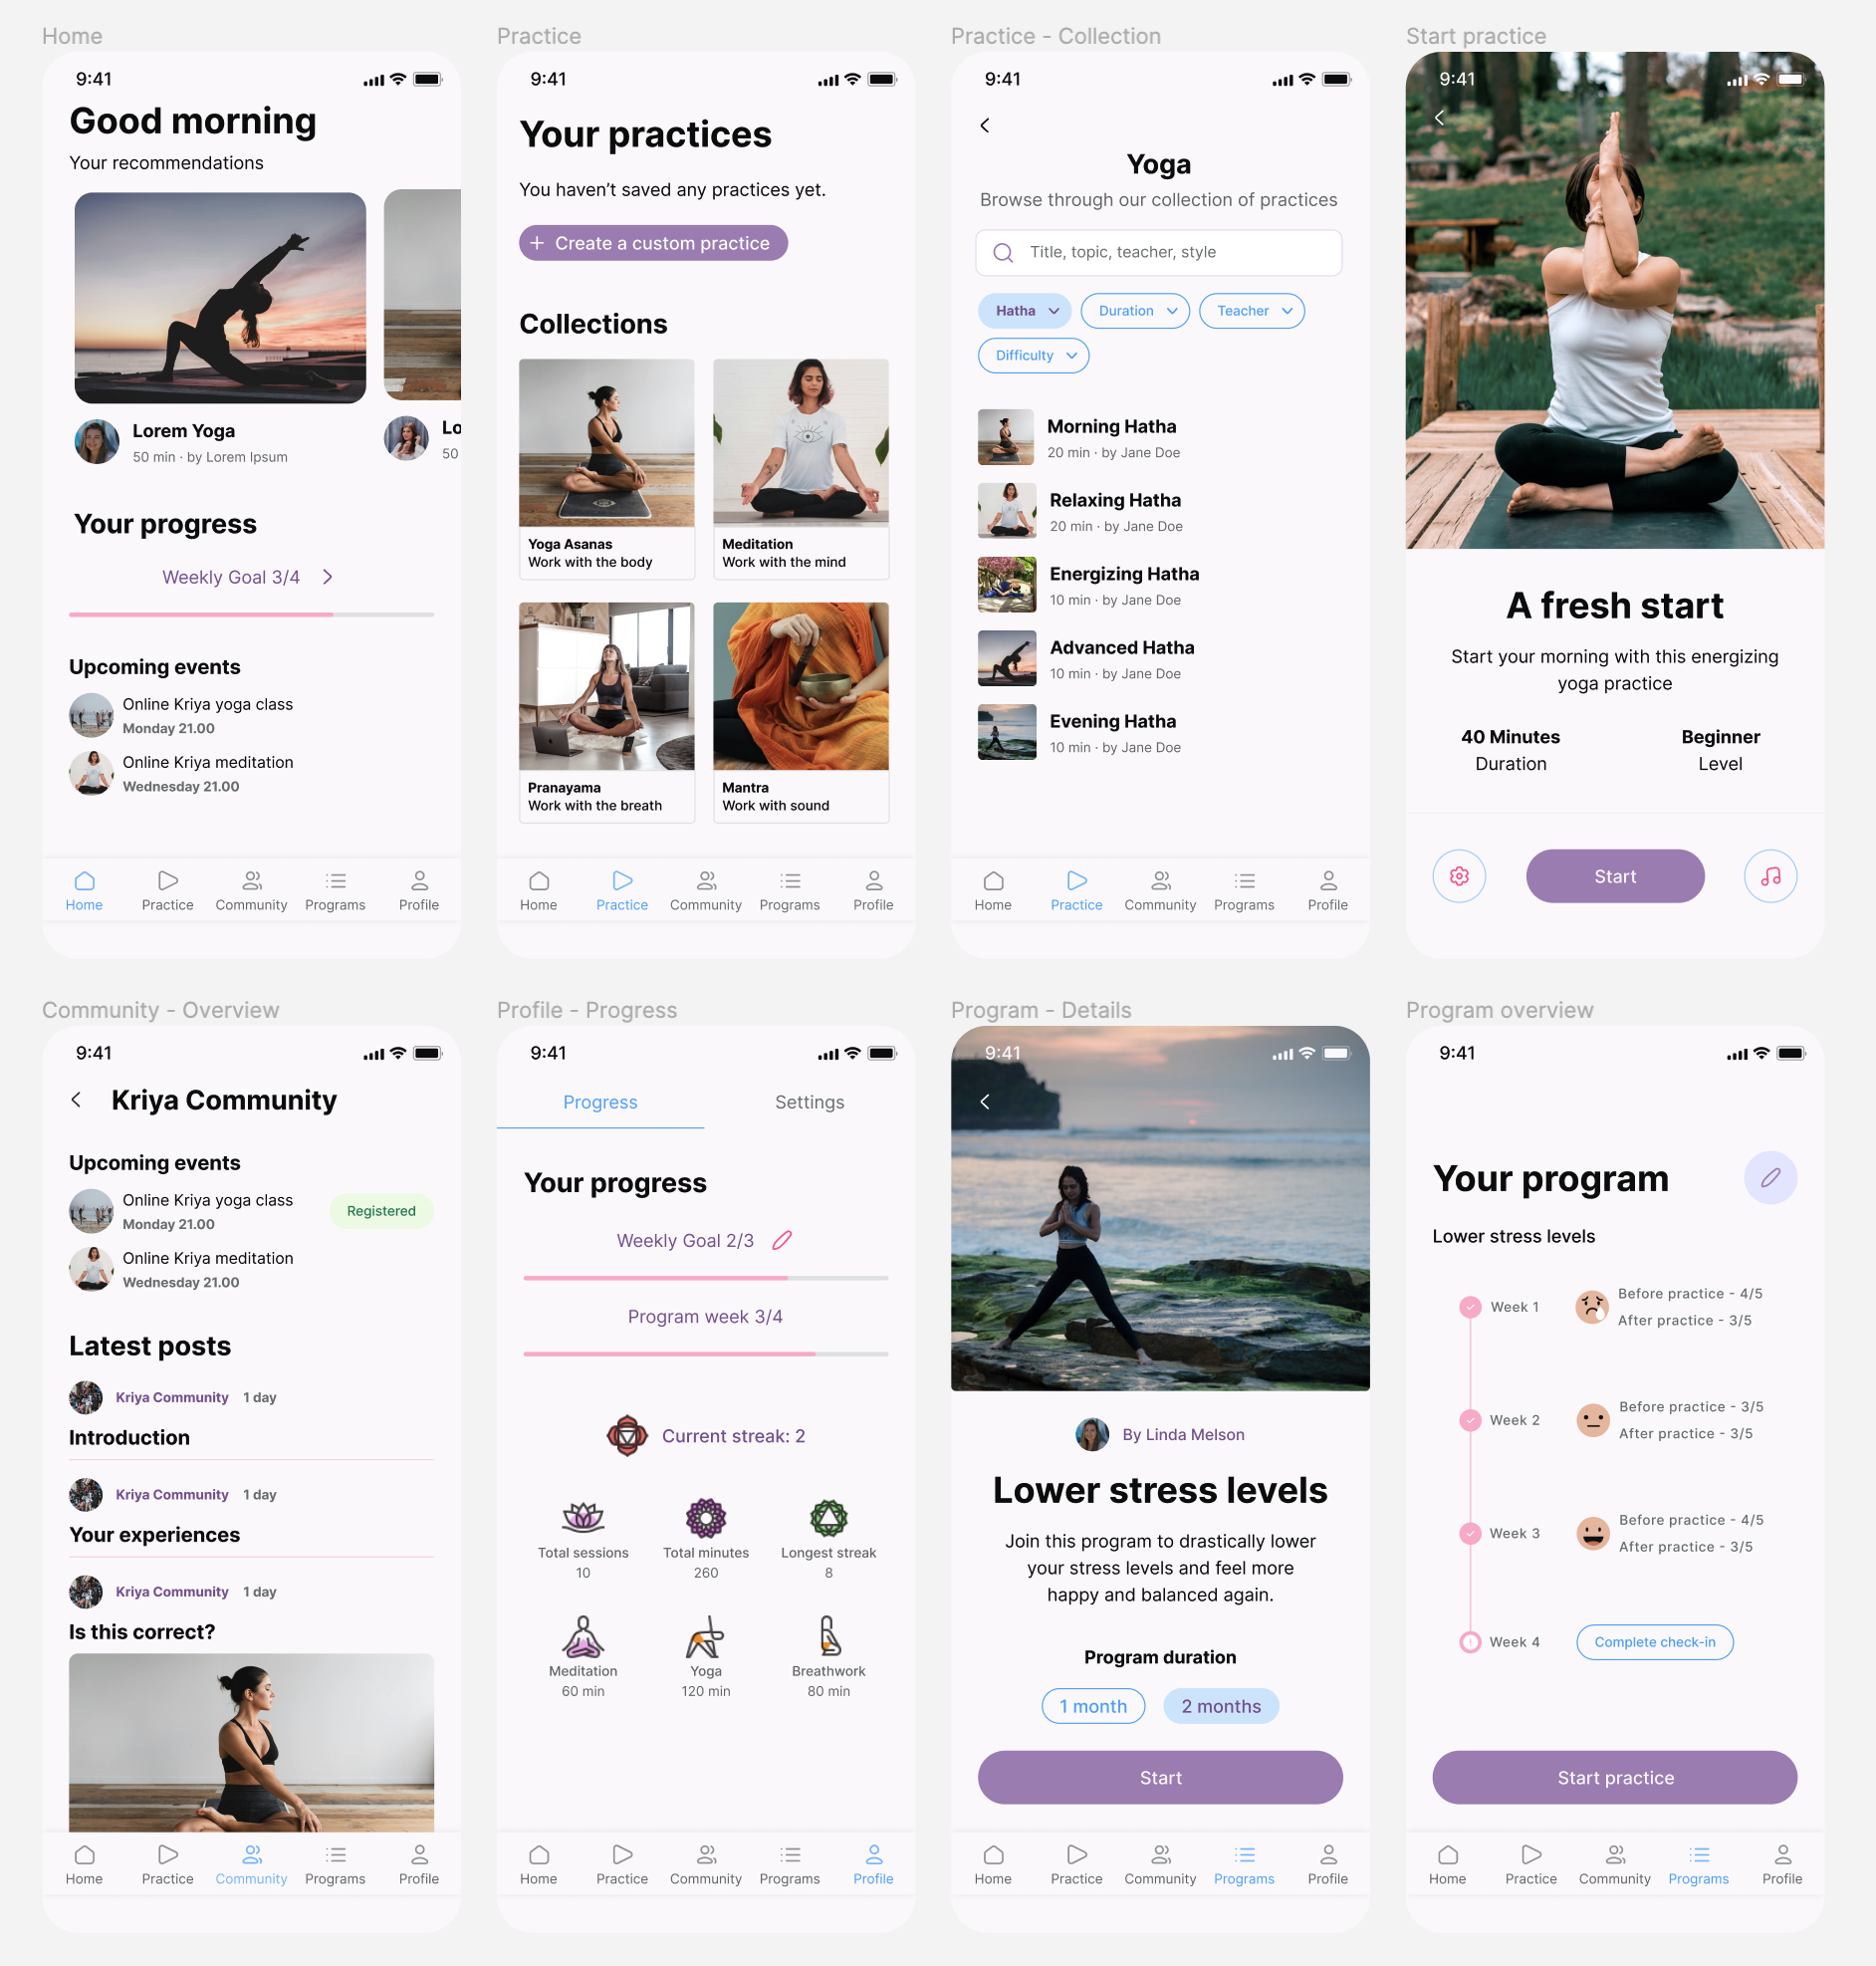 Home
9:41
Good morning
Your recommendations
Lorem Yoga
50 min · by Lorem Ipsum
Lo
50
Your progress
Weekly Goal 3/4
Upcoming events
Online Kriya yoga class
Monday 21.00
Online Kriya meditation
Wednesday 21.00
Home
Practice
Community
Programs
Profile
Practice
9:41
Your practices
You haven’t saved any practices yet.
+ Create a custom practice
Collections
Yoga Asanas
Work with the body
Meditation
Work with the mind
Pranayama
Work with the breath
Mantra
Work with sound
Home
Practice
Community
Programs
Profile
Practice - Collection
9:41
Yoga
Browse through our collection of practices
Title, topic, teacher, style
Hatha
Duration
Teacher
Difficulty
Morning Hatha
20 min · by Jane Doe
Relaxing Hatha
20 min · by Jane Doe
Energizing Hatha
10 min · by Jane Doe
Advanced Hatha
10 min · by Jane Doe
Evening Hatha
10 min · by Jane Doe
Home
Practice
Community
Programs
Profile
Start practice
9:41
A fresh start
Start your morning with this energizing
yoga practice
40 Minutes
Duration
Beginner
Level
Start
Community - Overview
9:41
Kriya Community
Upcoming events
Online Kriya yoga class
Monday 21.00
Registered
Online Kriya meditation
Wednesday 21.00
Latest posts
Kriya Community 1 day
Introduction
Kriya Community 1 day
Your experiences
Kriya Community 1 day
Is this correct?
Home
Practice
Community
Programs
Profile
Profile - Progress
9:41
Progress
Settings
Your progress
Weekly Goal 2/3
Program week 3/4
Current streak: 2
Total sessions
10
Total minutes
260
Longest streak
8
Meditation
60 min
Yoga
120 min
Breathwork
80 min
Home
Practice
Community
Programs
Profile
Program - Details
9:41
By Linda Melson
Lower stress levels
Join this program to drastically lower
your stress levels and feel more
happy and balanced again.
Program duration
1 month
2 months
Start
Home
Practice
Community
Programs
Profile
Program overview
9:41
Your program
Lower stress levels
Week 1
Before practice - 4/5
After practice - 3/5
Week 2
Before practice - 3/5
After practice - 3/5
Week 3
Before practice - 4/5
After practice - 3/5
Week 4
Complete check-in
Start practice
Home
Practice
Community
Programs
Profile